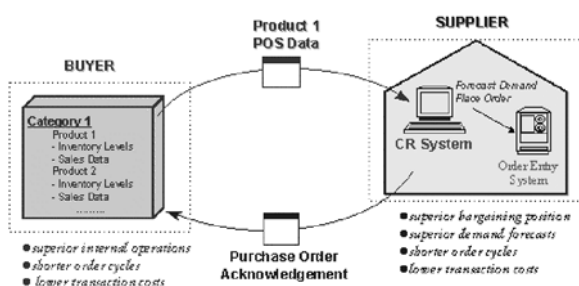 Product 1
POS Data
SUPPLIER
BUYER
Category 1
Product 1
- Inventory Levels
- Sales Data
Product 2
- Inventory Levels
- Sales Data
.........
Forecast Demand
Place Order
CR System
Order Entry
System
Purchase Order
Acknowledgement
●superior internal operations
●shorter order cycles
●lower transaction costs
●superior bargaining position
●superior demand forecasts
●shorter order cycles
●lower transaction costs